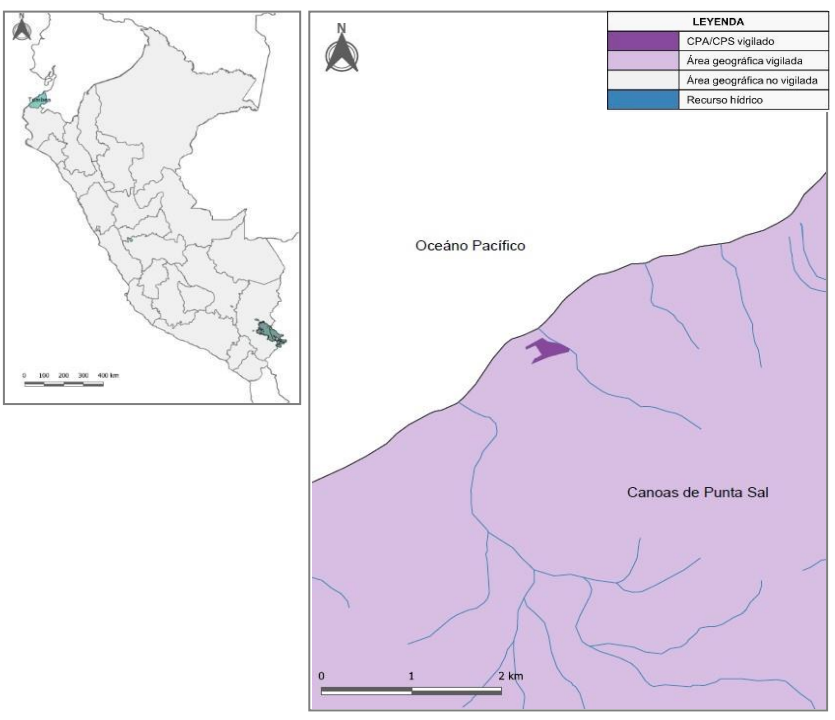 N
Tumbes
0 100 200 300 400 km
N
LEYENDA
CPA/CPS vigilado
Área geográfica vigilada
Área geográfica no vigilada
Recurso hídrico
Oceáno Pacífico
Canoas de Punta Sal
0 1 2 km